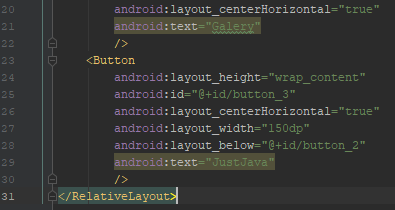 20 android:layout_centerHorizontal="true"
21 android:text="Galery"
22 />
23 <Button
24 android:layout_height="wrap_content"
25 android:id="@+id/button_3"
26 android:layout_centerHorizontal="true"
27 android:layout_width="150dp"
28 android:layout_below="@+id/button_2"
29 android:text="JustJava"
30 />
31 </RelativeLayout>